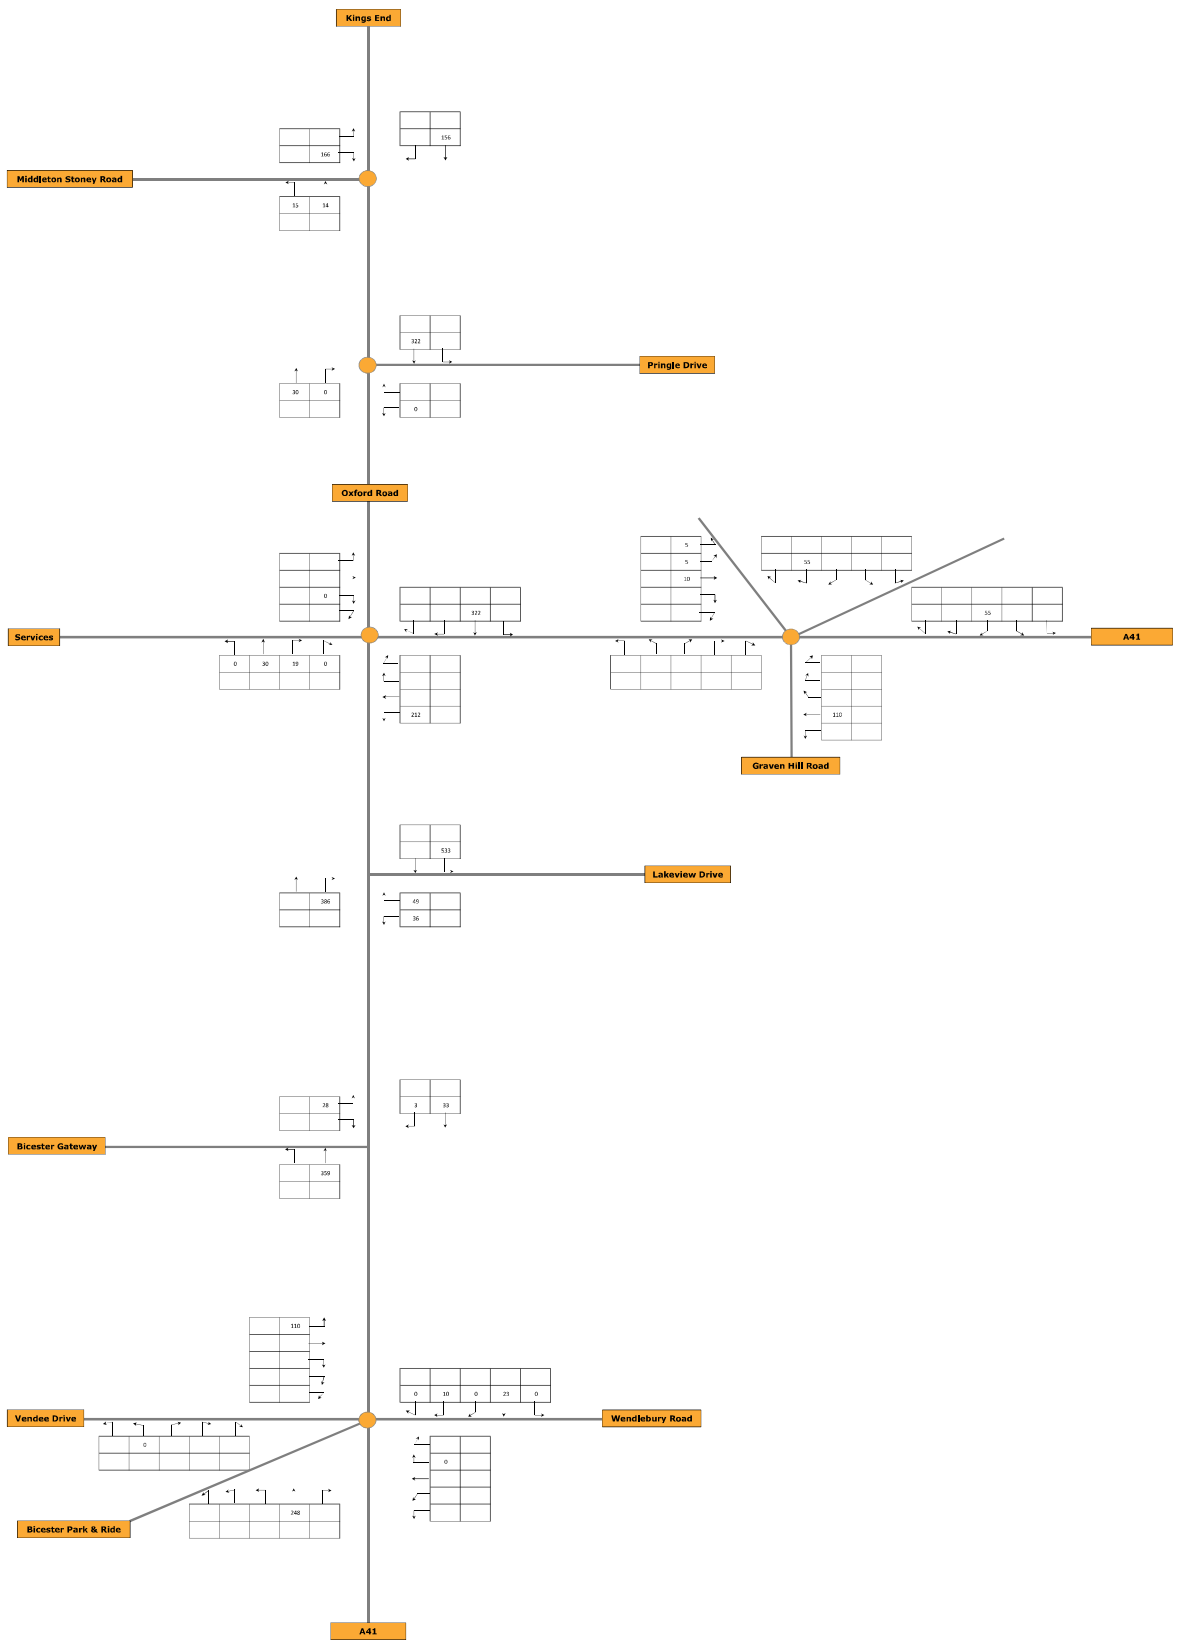 Kings End
156
166
Middleton Stoney Road
15 14
322
Pringle Drive
30 0
0
Oxford Road
5
5
10
55
0
322
55
Services
A41
0 30 19 0
212
110
Graven Hill Road
533
Lakeview Drive
386
49
36
28
3 33
Bicester Gateway
359
110
0 10 0 23 0
Vendee Drive
Wendlebury Road
0
0
248
Bicester Park & Ride
A41